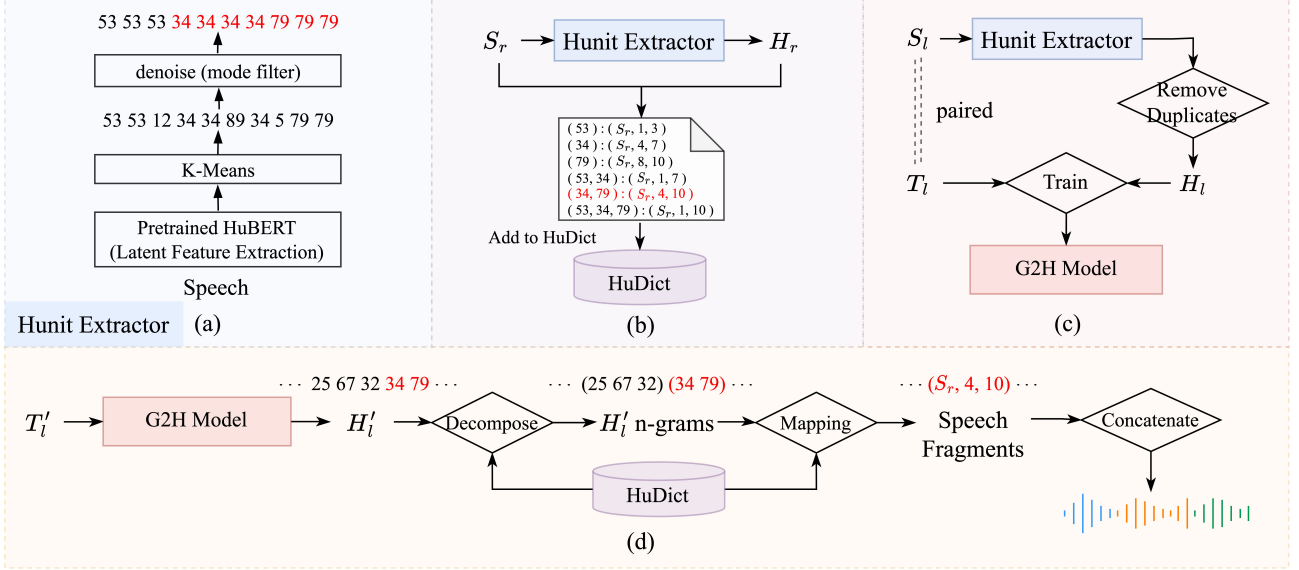 53 53 53 34 34 34 34 79 79 79
denoise (mode filter)
53 53 12 34 34 89 34 5 79 79
K-Means
Pretrained HuBERT
(Latent Feature Extraction)
Speech
Hunit Extractor
(a)
S_r
Hunit Extractor
H_r
( 53 ) : ( S_r, 1, 3 )
( 34 ) : ( S_r, 4, 7 )
( 79 ) : ( S_r, 8, 10 )
( 53, 34 ) : ( S_r, 1, 7 )
( 34, 79 ) : ( S_r, 4, 10 )
( 53, 34, 79 ) : ( S_r, 1, 10 )
Add to HuDict
HuDict
(b)
S_l
Hunit Extractor
Remove
Duplicates
paired
T_l
Train
H_l
G2H Model
(c)
T'_l
G2H Model
··· 25 67 32 34 79 ···
H'_l
Decompose
··· (25 67 32) (34 79) ···
H'_l n-grams
Mapping
HuDict
··· (S_r, 4, 10) ···
Speech
Fragments
Concatenate
(d)